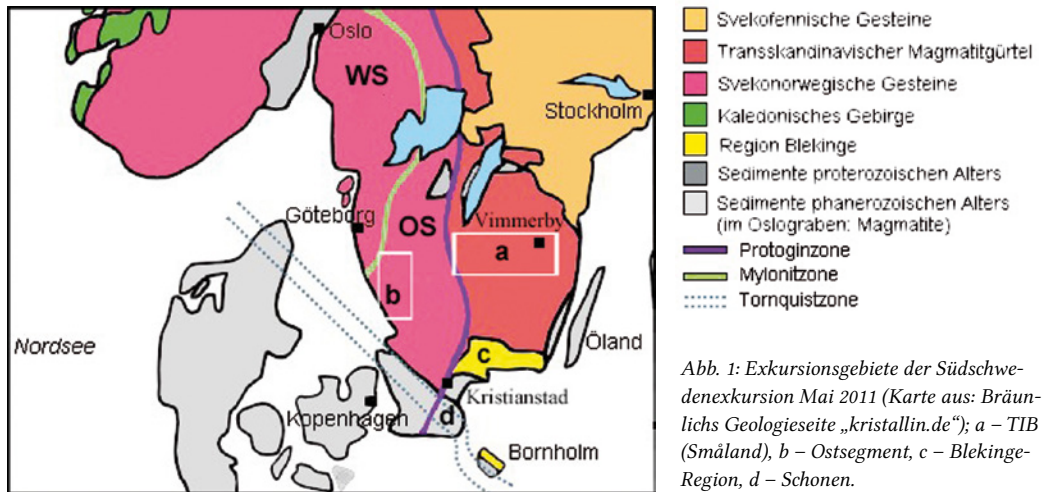 Oslo
WS
Stockholm
Göteborg
OS
Vimmerby
a
b
Nordsee
Öland
c
Kristianstad
Kopenhagen
d
Bornholm
Svekofennische Gesteine
Transskandinavischer Magmatitgürtel
Svekonorwegische Gesteine
Kaledonisches Gebirge
Region Blekinge
Sedimente proterozoischen Alters
Sedimente phanerozoischen Alters
(im Oslograben: Magmatite)
Protoginzone
Mylonitzone
Tornquistzone
Abb. 1: Exkursionsgebiete der Südschwe-
denexkursion Mai 2011 (Karte aus: Bräun-
lichs Geologieseite „kristallin.de“); a – TIB
(Småland), b – Ostsegment, c – Blekinge-
Region, d – Schonen.